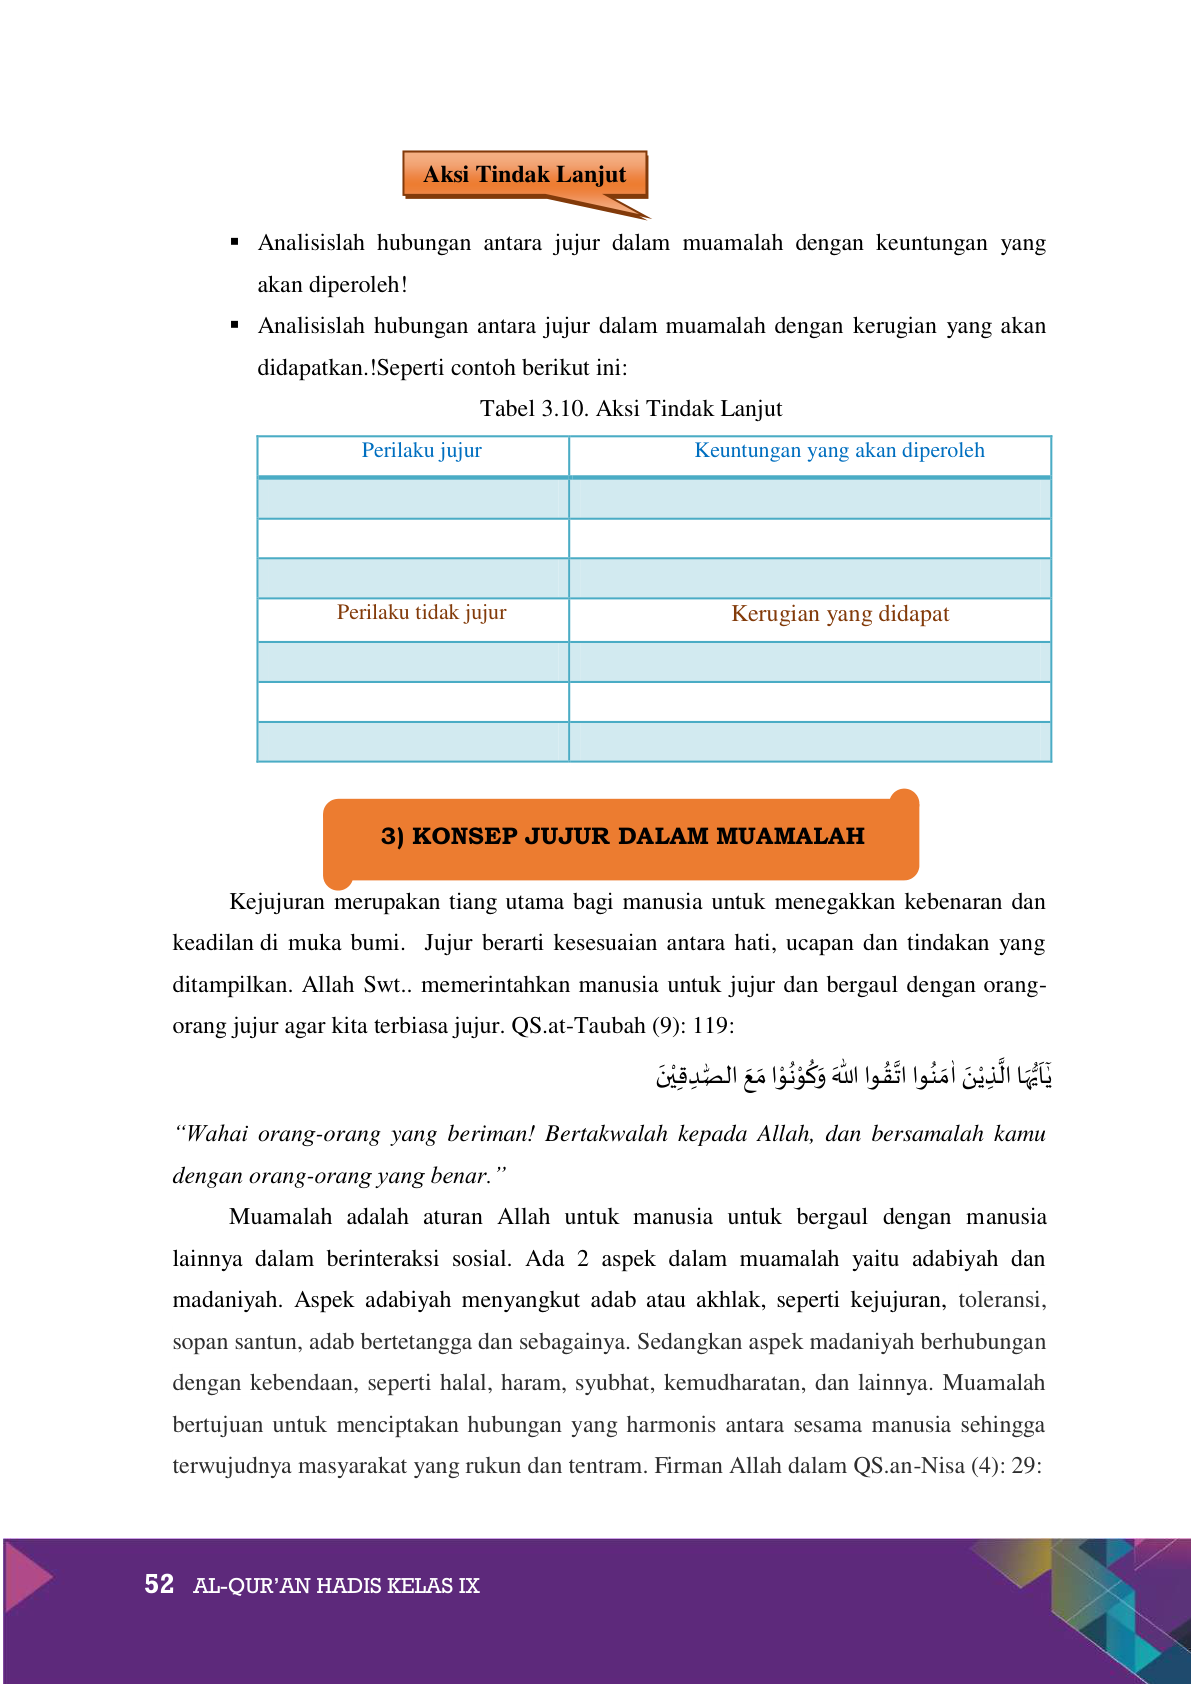 Aksi Tindak Lanjut
▪ Analisislah hubungan antara jujur dalam muamalah dengan keuntungan yang
akan diperoleh!
▪ Analisislah hubungan antara jujur dalam muamalah dengan kerugian yang akan
didapatkan.!Seperti contoh berikut ini:
Tabel 3.10. Aksi Tindak Lanjut
Perilaku jujur Keuntungan yang akan diperoleh
Perilaku tidak jujur Kerugian yang didapat
3) KONSEP JUJUR DALAM MUAMALAH
Kejujuran merupakan tiang utama bagi manusia untuk menegakkan kebenaran dan
keadilan di muka bumi. Jujur berarti kesesuaian antara hati, ucapan dan tindakan yang
ditampilkan. Allah Swt.. memerintahkan manusia untuk jujur dan bergaul dengan orang-
orang jujur agar kita terbiasa jujur. QS.at-Taubah (9): 119:
يٰٓاَيُّهَا الَّذِيْنَ اٰمَنُوا اتَّقُوا اللّٰهَ وَكُوْنُوْا مَعَ الصّٰدِقِيْنَ
“Wahai orang-orang yang beriman! Bertakwalah kepada Allah, dan bersamalah kamu
dengan orang-orang yang benar.”
Muamalah adalah aturan Allah untuk manusia untuk bergaul dengan manusia
lainnya dalam berinteraksi sosial. Ada 2 aspek dalam muamalah yaitu adabiyah dan
madaniyah. Aspek adabiyah menyangkut adab atau akhlak, seperti kejujuran, toleransi,
sopan santun, adab bertetangga dan sebagainya. Sedangkan aspek madaniyah berhubungan
dengan kebendaan, seperti halal, haram, syubhat, kemudharatan, dan lainnya. Muamalah
bertujuan untuk menciptakan hubungan yang harmonis antara sesama manusia sehingga
terwujudnya masyarakat yang rukun dan tentram. Firman Allah dalam QS.an-Nisa (4): 29:
52 AL-QUR’AN HADIS KELAS IX